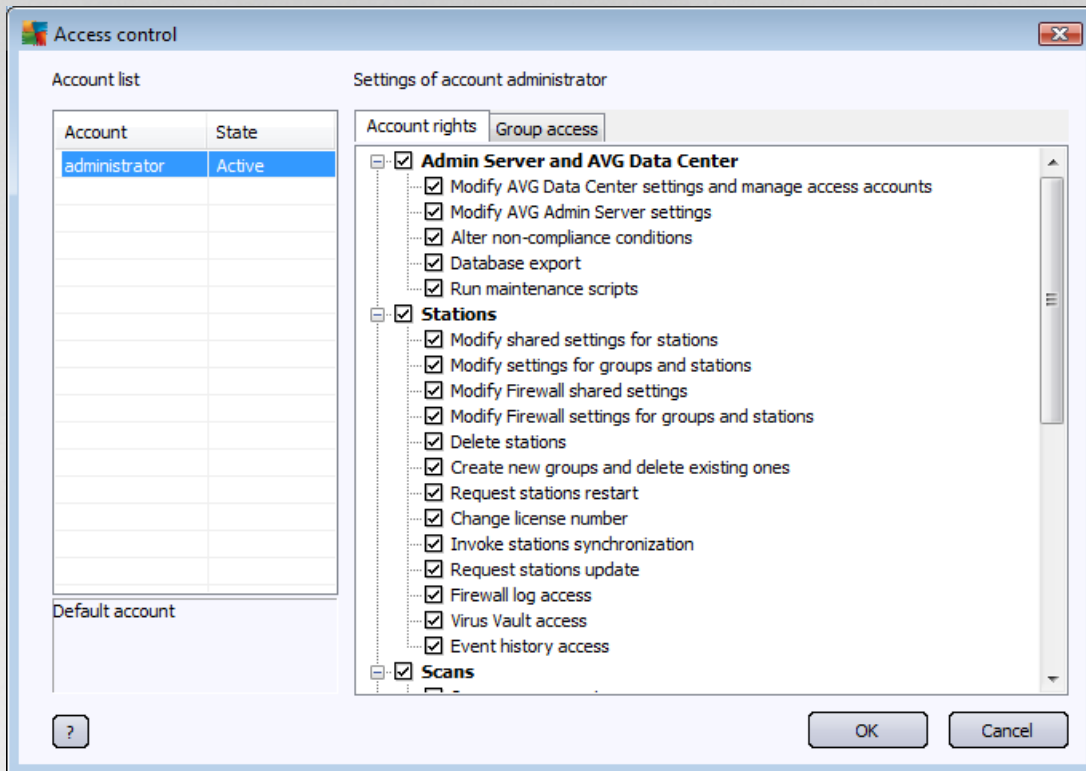 Access control
Account list
Settings of account administrator
Account State
administrator Active
Default account
Account rights Group access
Admin Server and AVG Data Center
Modify AVG Data Center settings and manage access accounts
Modify AVG Admin Server settings
Alter non-compliance conditions
Database export
Run maintenance scripts
Stations
Modify shared settings for stations
Modify settings for groups and stations
Modify Firewall shared settings
Modify Firewall settings for groups and stations
Delete stations
Create new groups and delete existing ones
Request stations restart
Change license number
Invoke stations synchronization
Request stations update
Firewall log access
Virus Vault access
Event history access
Scans
?
OK
Cancel